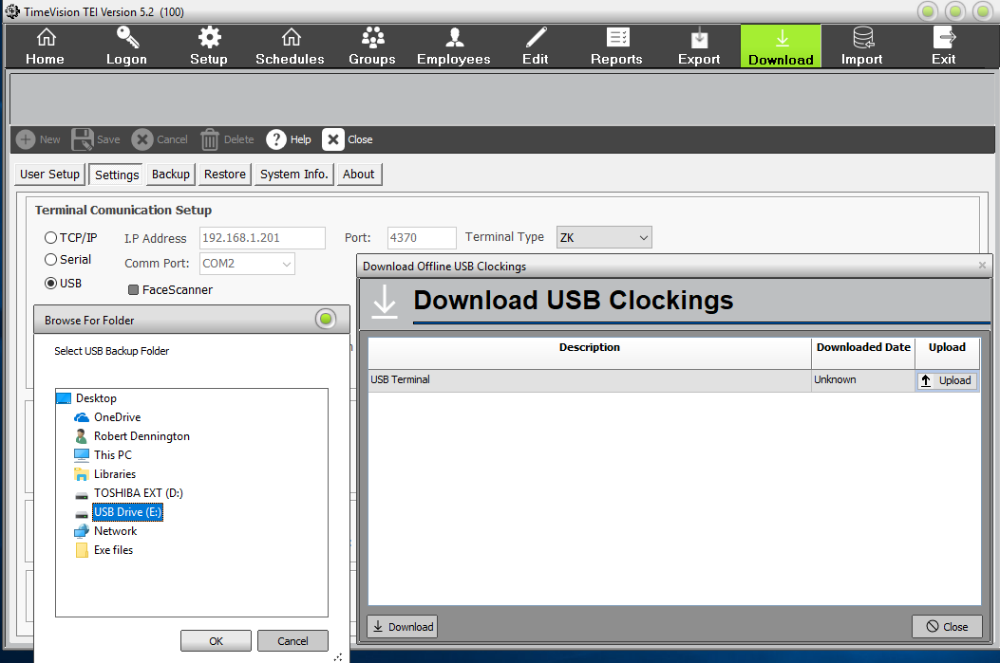 TimeVision TEI Version 5.2 (100)
Home Logon Setup Schedules Groups Employees Edit Reports Export Download Import Exit
New Save Cancel Delete ? Help Close
User Setup Settings Backup Restore System Info. About
Terminal Comunication Setup
TCP/IP I.P Address 192.168.1.201 Port: 4370 Terminal Type ZK
Serial Comm Port: COM2
USB FaceScanner
Browse For Folder
Select USB Backup Folder
Desktop
OneDrive
Robert Dennington
This PC
Libraries
TOSHIBA EXT (D:)
USB Drive (E:)
Network
Exe files
OK Cancel
Download Offline USB Clockings
Download USB Clockings
Description Downloaded Date Upload
USB Terminal Unknown Upload
Download Close